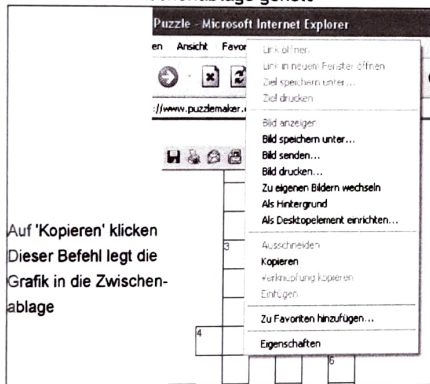 Puzzle - Microsoft Internet Explorer
en Ansicht Favor
://www.puzzlemaker.
Link öffnen
Link in neuem Fenster öffnen
Ziel speichern unter...
Ziel drucken
Bild anzeigen
Bild speichern unter...
Bild senden...
Bild drucken...
Zu eigenen Bildern wechseln
Als Hintergrund
Als Desktopelement einrichten...
Ausschneiden
Kopieren
Verknüpfung kopieren
Einfügen
Zu Favoriten hinzufügen...
Eigenschaften
Auf 'Kopieren' klicken
Dieser Befehl legt die
Grafik in die Zwischen-
ablage
3
4
6